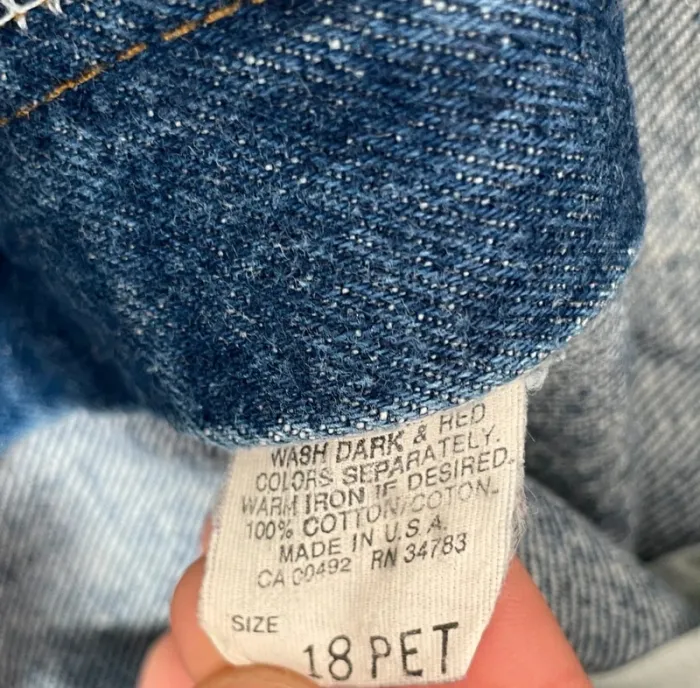 WASH DARK & RED
COLORS SEPARATELY.
WARM IRON IF DESIRED.
100% COTTON/COTON.
MADE IN U.S.A.
CA 00492 RN 34783
SIZE
18 PET